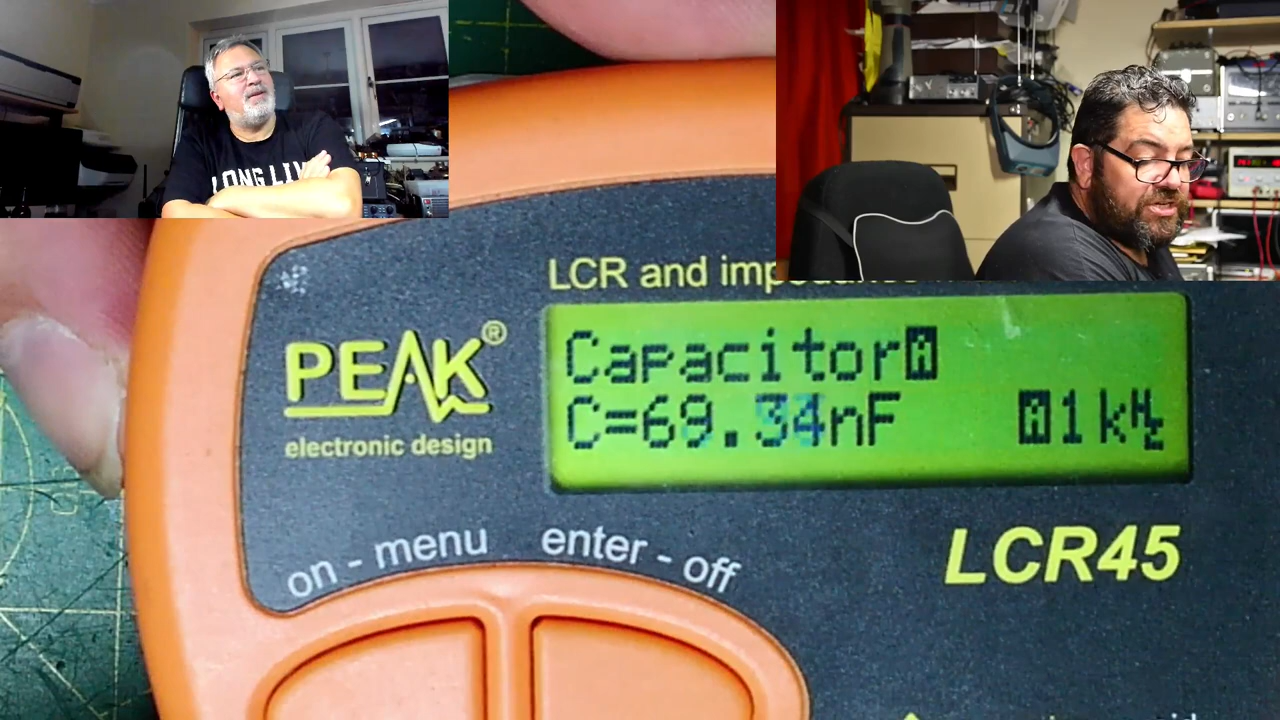 LONG LIV
LCR and imp
PEAK®
electronic design
Capacitor
C=69.34nF 1kHz
on - menu enter - off
LCR45